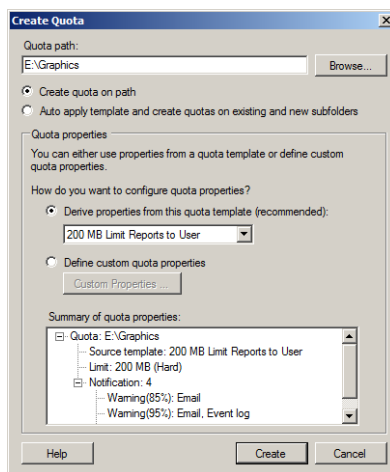 Create Quota
Quota path:
E:\Graphics
Browse...
Create quota on path
Auto apply template and create quotas on existing and new subfolders
Quota properties
You can either use properties from a quota template or define custom
quota properties.
How do you want to configure quota properties?
Derive properties from this quota template (recommended):
200 MB Limit Reports to User
Define custom quota properties
Custom Properties ...
Summary of quota properties:
Quota: E:\Graphics
Source template: 200 MB Limit Reports to User
Limit: 200 MB (Hard)
Notification: 4
Warning(85%): Email
Warning(95%): Email, Event log
Help
Create
Cancel